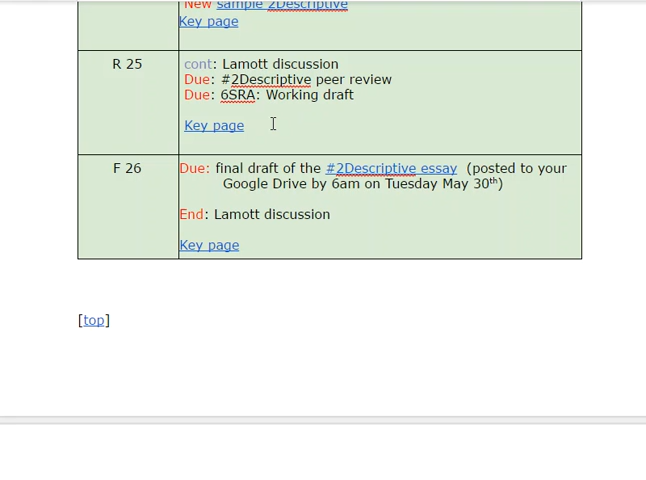 New sample 2Descriptive
Key page
R 25
cont: Lamott discussion
Due: #2Descriptive peer review
Due: 6SRA: Working draft
Key page
F 26
Due: final draft of the #2Descriptive essay (posted to your
Google Drive by 6am on Tuesday May 30th)
End: Lamott discussion
Key page
[top]